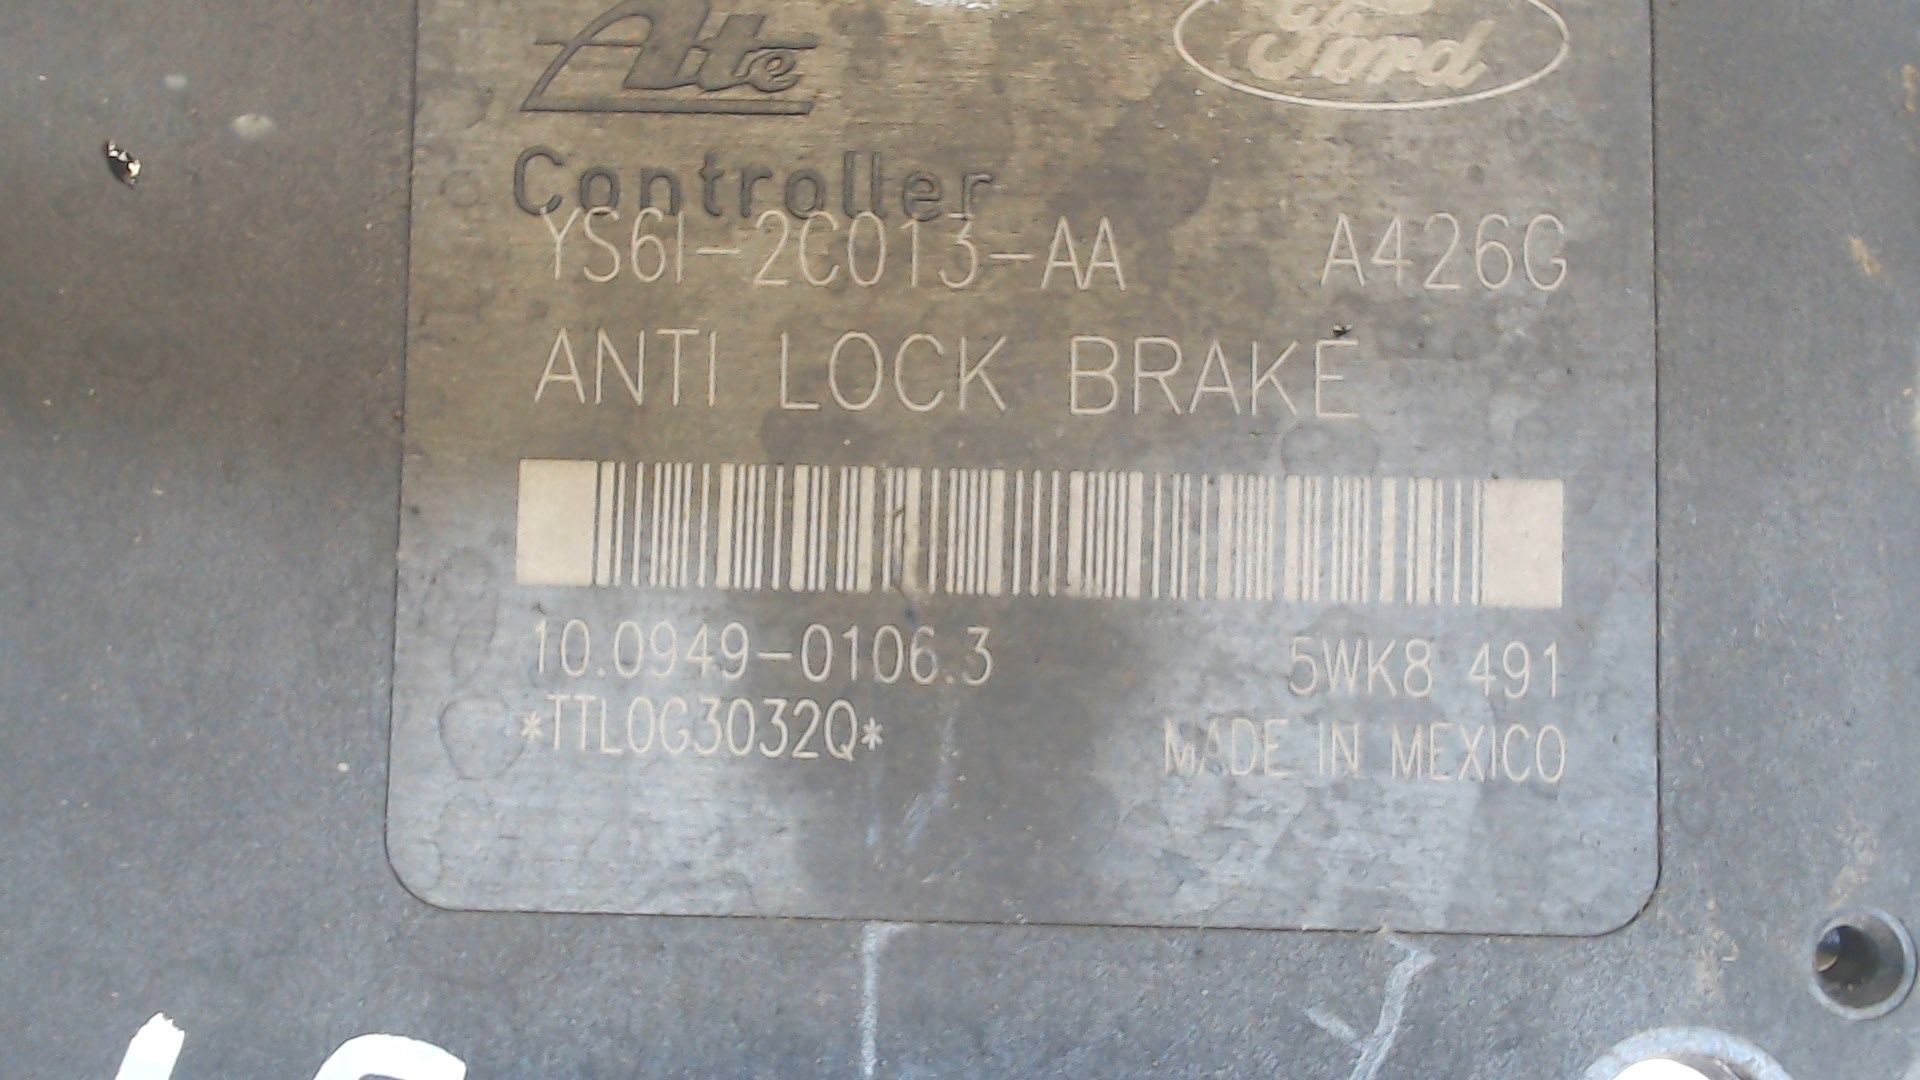 Alte Ford
Controller
YS6I-2C013-AA A426G
ANTI LOCK BRAKE
10.0949-0106.3 5WK8 491
*TTL0G3032Q* MADE IN MEXICO